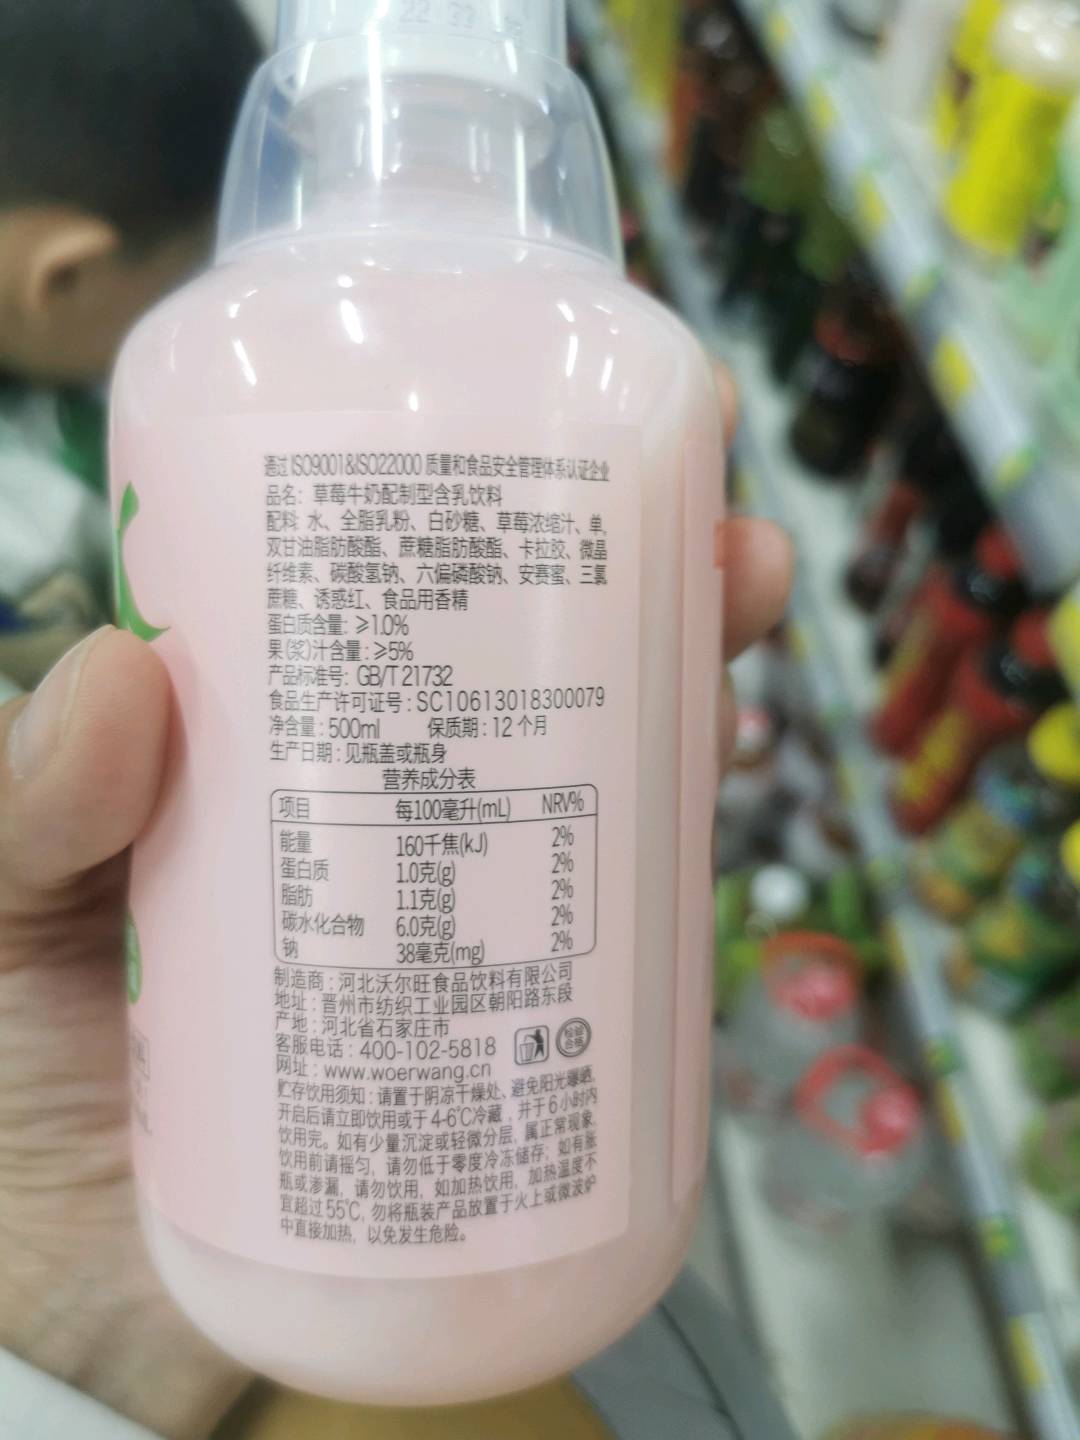 通过ISO9001&ISO22000质量和食品安全管理体系认证企业
品名：草莓牛奶配制型含乳饮料
配料:水、全脂乳粉、白砂糖、草莓浓缩汁、单,
双甘油脂肪酸酯、蔗糖脂肪酸酯、卡拉胶、微晶
纤维素、碳酸氢钠、六偏磷酸钠、安赛蜜、三氯
蔗糖、诱惑红、食品用香精
蛋白质含量: ≥1.0%
果(浆)汁含量:≥5%
产品标准号: GB/T 21732
食品生产许可证号:SC10613018300079
净含量:500ml 保质期:12个月
生产日期:见瓶盖或瓶身
营养成分表
项目 每100毫升(mL) NRV%
能量 160千焦(kJ) 2%
蛋白质 1.0克(g) 2%
脂肪 1.1克(g) 2%
碳水化合物 6.0克(g) 2%
钠 38毫克(mg) 2%
制造商:河北沃尔旺食品饮料有限公司
地址:晋州市纺织工业园区朝阳路东段
产地:河北省石家庄市
客服电话:400-102-5818
网址:www.woerwang.cn
检验合格
贮存饮用须知:请置于阴凉干燥处、避免阳光曝晒,
开启后请立即饮用或于4-6℃冷藏,并于6小时内
饮用完。如有少量沉淀或轻微分层,属正常现象,
饮用前请摇匀,请勿低于零度冷冻储存;如有胀
瓶或渗漏,请勿饮用,如加热饮用,加热温度不
宜超过55℃,勿将瓶装产品放置于火上或微波炉
中直接加热,以免发生危险。